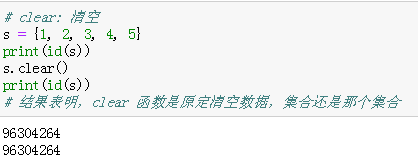 # clear: 清空
s = {1, 2, 3, 4, 5}
print(id(s))
s.clear()
print(id(s))
# 结果表明, clear 函数是原定清空数据, 集合还是那个集合
96304264
96304264